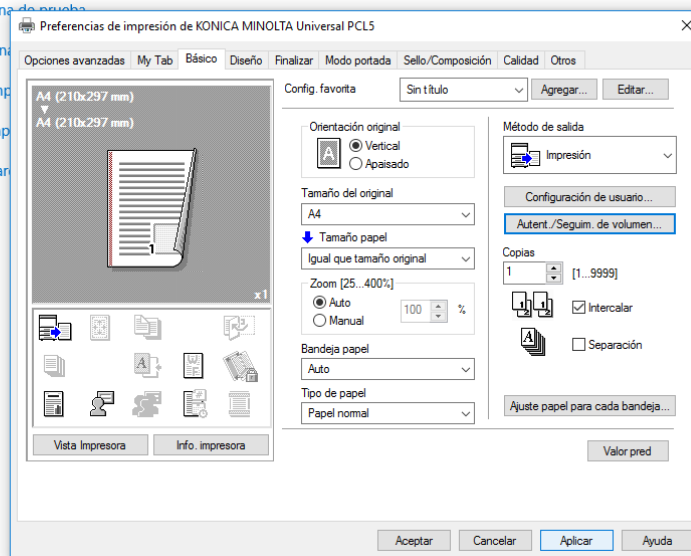 na de prueba
Preferencias de impresión de KONICA MINOLTA Universal PCL5
Opciones avanzadas My Tab Básico Diseño Finalizar Modo portada Sello/Composición Calidad Otros
A4 (210x297 mm)
A4 (210x297 mm)
1
x1
Vista Impresora Info. impresora
Config. favorita Sin título Agregar... Editar...
Orientación original
A
Vertical
Apaisado
Tamaño del original
A4
Tamaño papel
Igual que tamaño original
Zoom [25...400%]
Auto
Manual
100 %
Bandeja papel
Auto
Tipo de papel
Papel normal
Método de salida
Impresión
Configuración de usuario...
Autent./Seguim. de volumen...
Copias
1 [1...9999]
Intercalar
Separación
Ajuste papel para cada bandeja...
Valor pred
Aceptar Cancelar Aplicar Ayuda